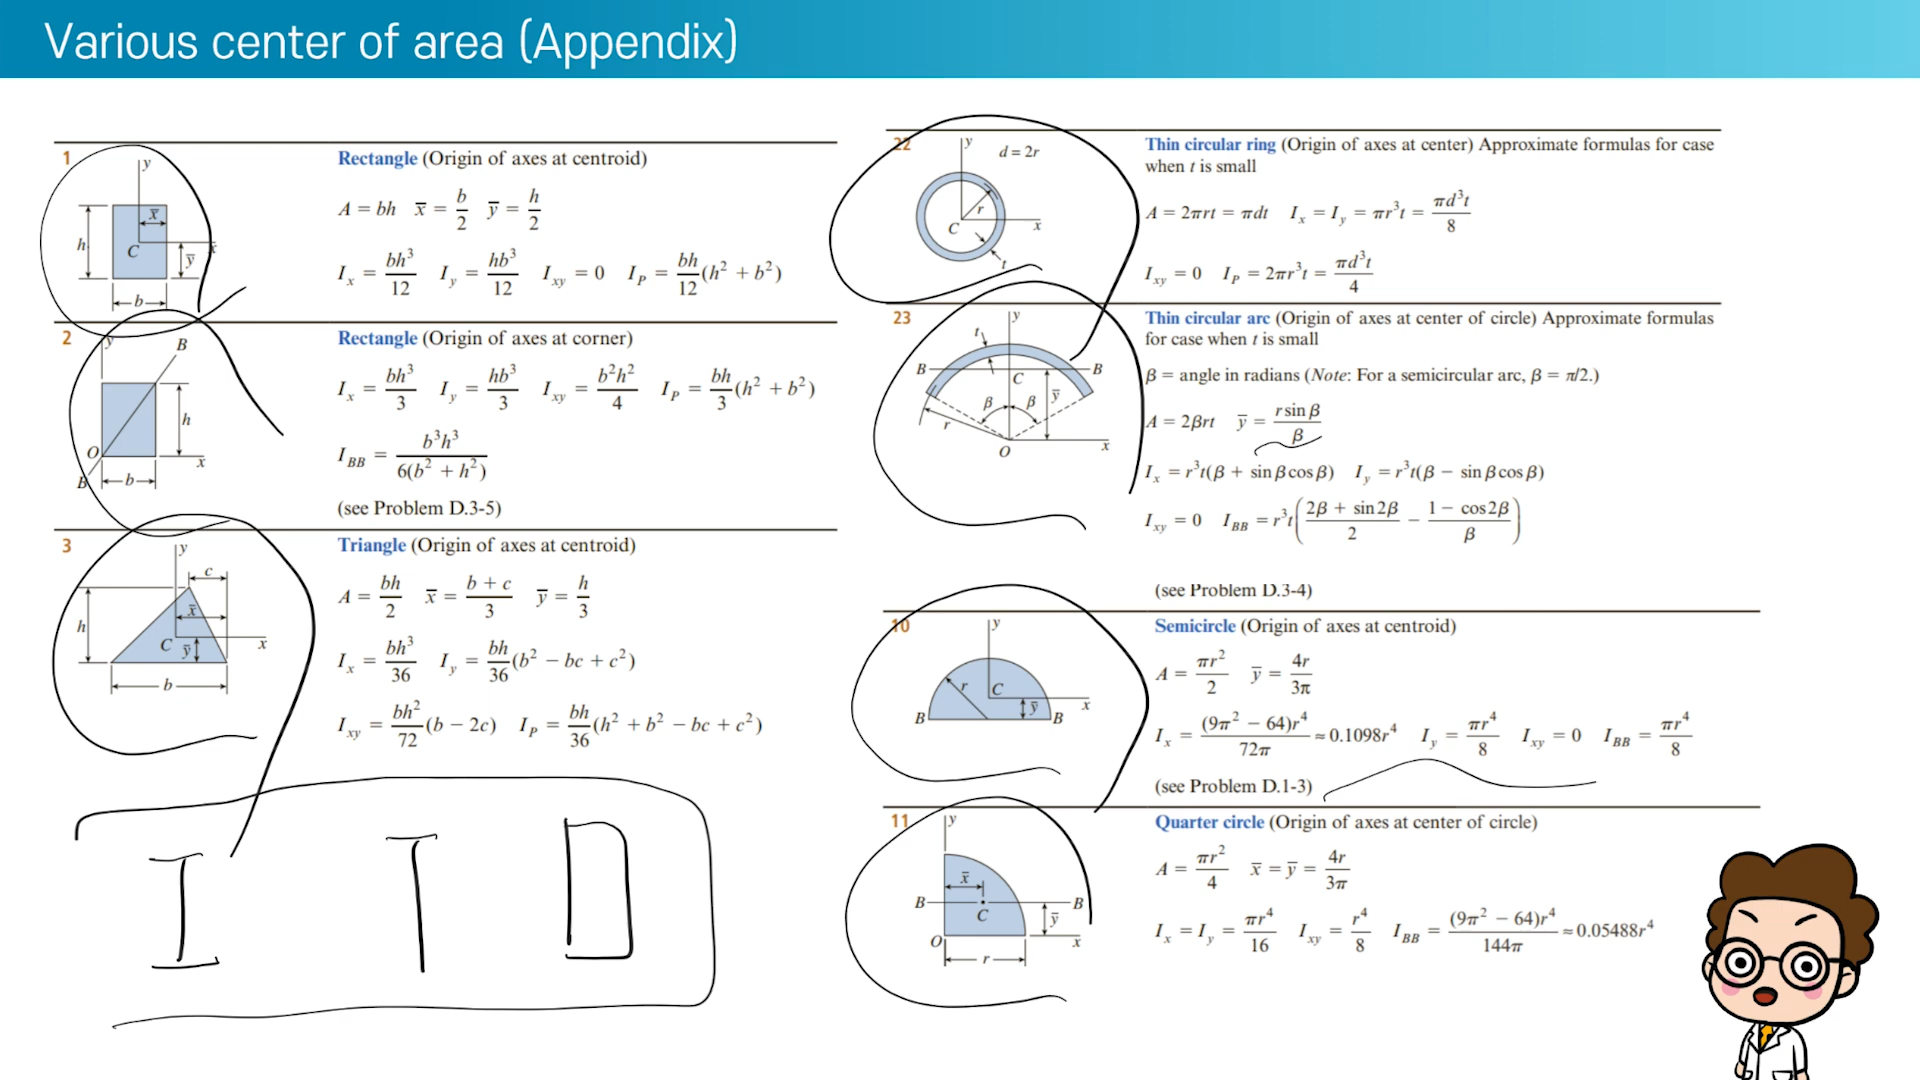 Various center of area (Appendix)
1
y
x̄
h
C
x
ȳ
b
Rectangle (Origin of axes at centroid)
A = bh x̄ = b/2 ȳ = h/2
I_x = bh³/12 I_y = hb³/12 I_xy = 0 I_P = bh/12 (h² + b²)
2
y
B
h
O
x
B
b
Rectangle (Origin of axes at corner)
I_x = bh³/3 I_y = hb³/3 I_xy = b²h²/4 I_P = bh/3 (h² + b²)
I_BB = b³h³/6(b² + h²)
(see Problem D.3-5)
3
y
c
x̄
h
C
ȳ
x
b
Triangle (Origin of axes at centroid)
A = bh/2 x̄ = b + c/3 ȳ = h/3
I_x = bh³/36 I_y = bh/36 (b² − bc + c²)
I_xy = bh²/72 (b − 2c) I_P = bh/36 (h² + b² − bc + c²)
I T D
22
y
d = 2r
r
C
x
t
Thin circular ring (Origin of axes at center) Approximate formulas for case
when t is small
A = 2πrt = πdt I_x = I_y = πr³t = πd³t/8
I_xy = 0 I_P = 2πr³t = πd³t/4
23
y
t
B
B
C
β
β
ȳ
r
O
x
Thin circular arc (Origin of axes at center of circle) Approximate formulas
for case when t is small
β = angle in radians (Note: For a semicircular arc, β = π/2.)
A = 2βrt ȳ = r sin β/β
I_x = r³t(β + sin β cos β) I_y = r³t(β − sin β cos β)
I_xy = 0 I_BB = r³t(2β + sin 2β/2 − 1 − cos 2β/β)
(see Problem D.3-4)
10
y
r
C
x
ȳ
B
B
Semicircle (Origin of axes at centroid)
A = πr²/2 ȳ = 4r/3π
I_x = (9π² − 64)r⁴/72π ≈ 0.1098r⁴ I_y = πr⁴/8 I_xy = 0 I_BB = πr⁴/8
(see Problem D.1-3)
11
y
x̄
B
B
C
ȳ
O
x
r
Quarter circle (Origin of axes at center of circle)
A = πr²/4 x̄ = ȳ = 4r/3π
I_x = I_y = πr⁴/16 I_xy = r⁴/8 I_BB = (9π² − 64)r⁴/144π ≈ 0.05488r⁴